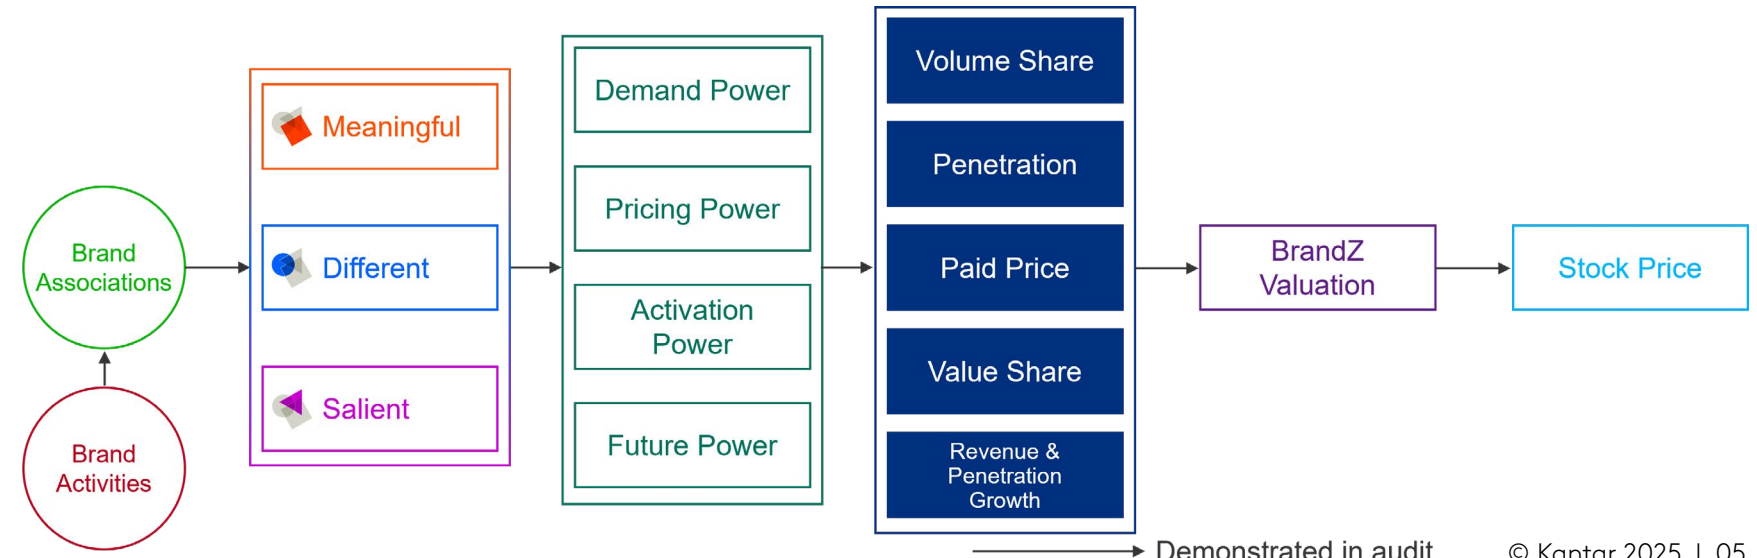 Brand
Activities
Brand
Associations
Meaningful
Different
Salient
Demand Power
Pricing Power
Activation
Power
Future Power
Volume Share
Penetration
Paid Price
Value Share
Revenue &
Penetration
Growth
BrandZ
Valuation
Stock Price
Demonstrated in audit
© Kantar 2025 | 05